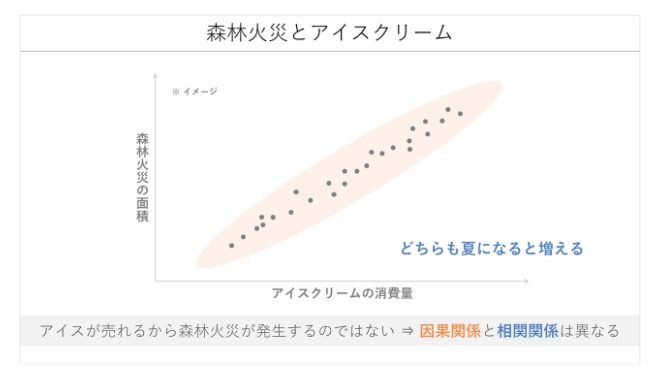 森林火災とアイスクリーム
※ イメージ
森林火災の面積
どちらも夏になると増える
アイスクリームの消費量
アイスが売れるから森林火災が発生するのではない ⇒ 因果関係と相関関係は異なる